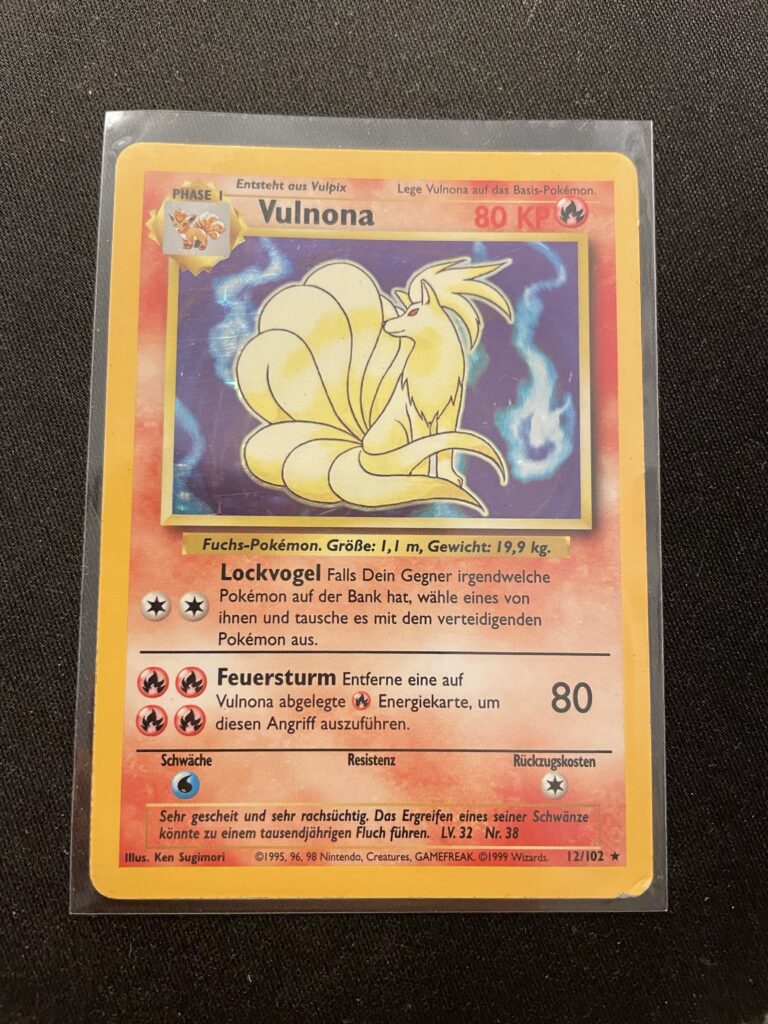 Entsteht aus Vulpix
Lege Vulnona auf das Basis-Pokémon.
PHASE 1
Vulnona
80 KP
Fuchs-Pokémon. Größe: 1,1 m, Gewicht: 19,9 kg.
Lockvogel Falls Dein Gegner irgendwelche
Pokémon auf der Bank hat, wähle eines von
ihnen und tausche es mit dem verteidigenden
Pokémon aus.
Feuersturm Entferne eine auf
Vulnona abgelegte Energiekarte, um
diesen Angriff auszuführen.
80
Schwäche Resistenz Rückzugskosten
Sehr gescheit und sehr rachsüchtig. Das Ergreifen eines seiner Schwänze
könnte zu einem tausendjährigen Fluch führen. LV. 32 Nr. 38
Illus. Ken Sugimori ©1995, 96, 98 Nintendo, Creatures, GAMEFREAK. ©1999 Wizards. 12/102 ★